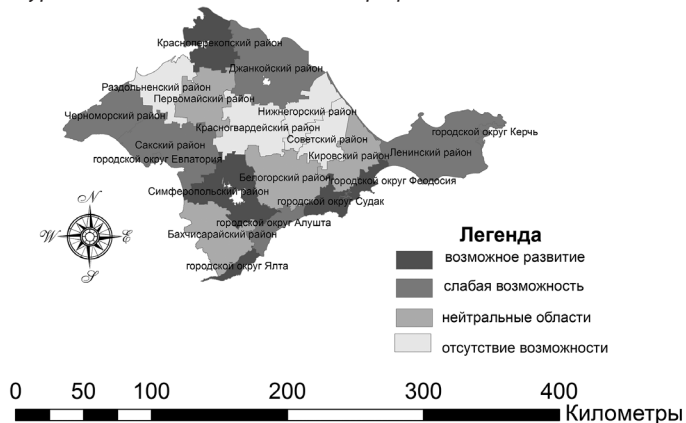 Красноперекопский район
Джанкойский район
Раздольненский район
Первомайский район
Нижнегорский район
Черноморский район
Красногвардейский район
городской округ Керчь
Советский район
Сакский район
Ленинский район
Кировский район
городской округ Евпатория
Белогорский район
городской округ Феодосия
Симферопольский район
городской округ Судак
городской округ Алушта
Бахчисарайский район
городской округ Ялта
N
W
E
S
Легенда
возможное развитие
слабая возможность
нейтральные области
отсутствие возможности
0 50 100 200 300 400
Километры